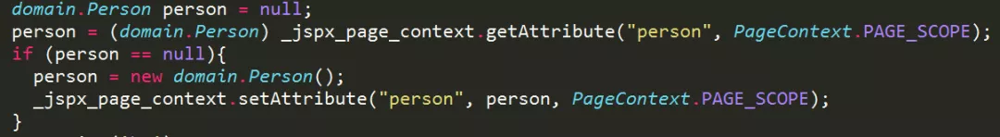 domain.Person person = null;
person = (domain.Person) _jspx_page_context.getAttribute("person", PageContext.PAGE_SCOPE);
if (person == null){
  person = new domain.Person();
  _jspx_page_context.setAttribute("person", person, PageContext.PAGE_SCOPE);
}